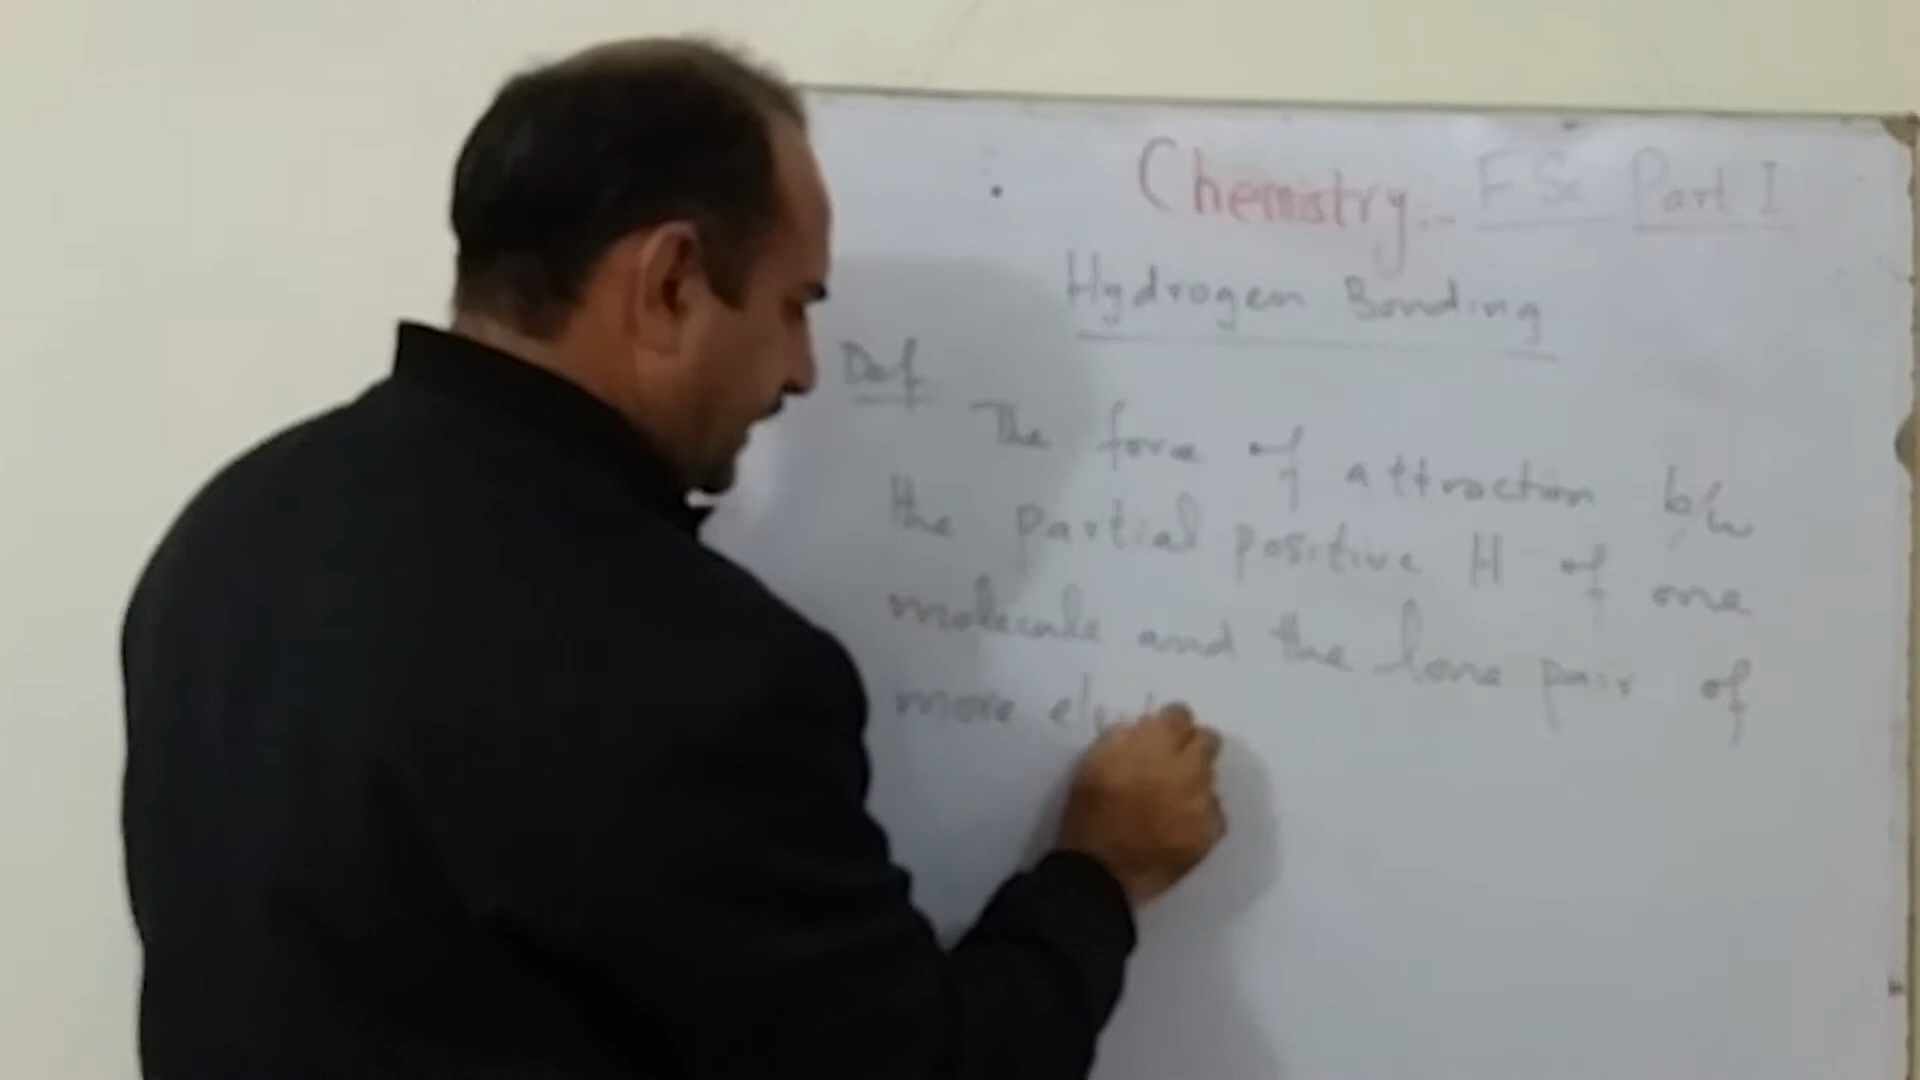 Chemistry.- F Sc Part I
Hydrogen Bonding
Def
The force of attraction b/w
the partial positive H of one
molecule and the lone pair of
more